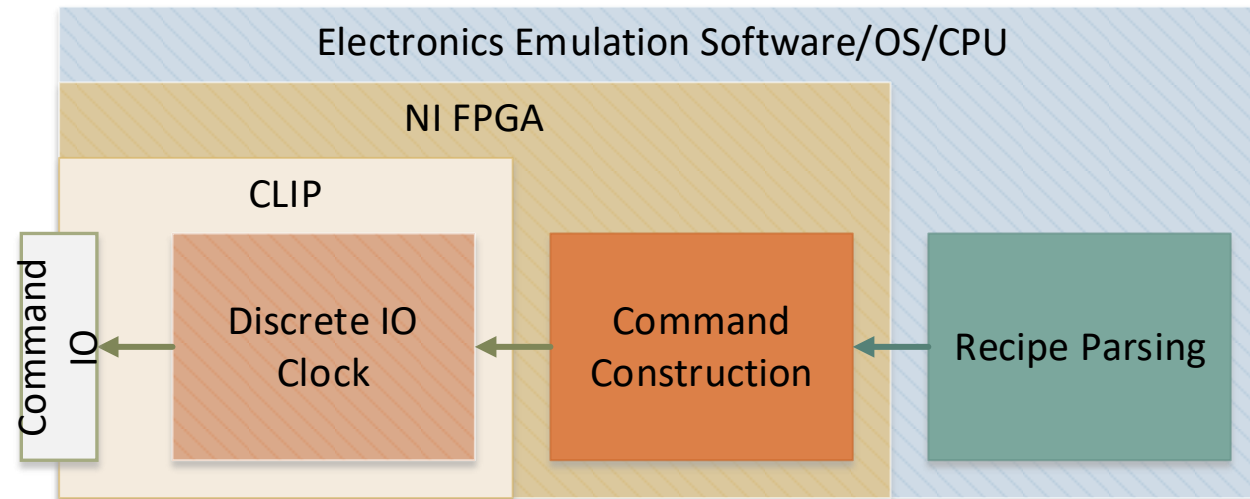 Electronics Emulation Software/OS/CPU
NI FPGA
CLIP
Command
IO
Discrete IO
Clock
Command
Construction
Recipe Parsing